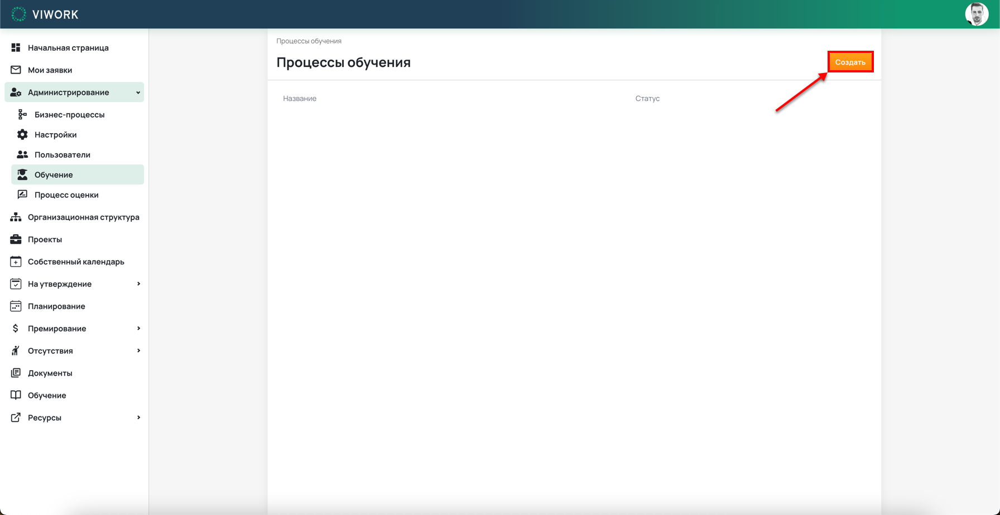 VIWORK
Начальная страница
Мои заявки
Администрирование
Бизнес-процессы
Настройки
Пользователи
Обучение
Процесс оценки
Организационная структура
Проекты
Собственный календарь
На утверждение
Планирование
Премирование
Отсутствия
Документы
Обучение
Ресурсы
Процессы обучения
Процессы обучения
Создать
Название
Статус